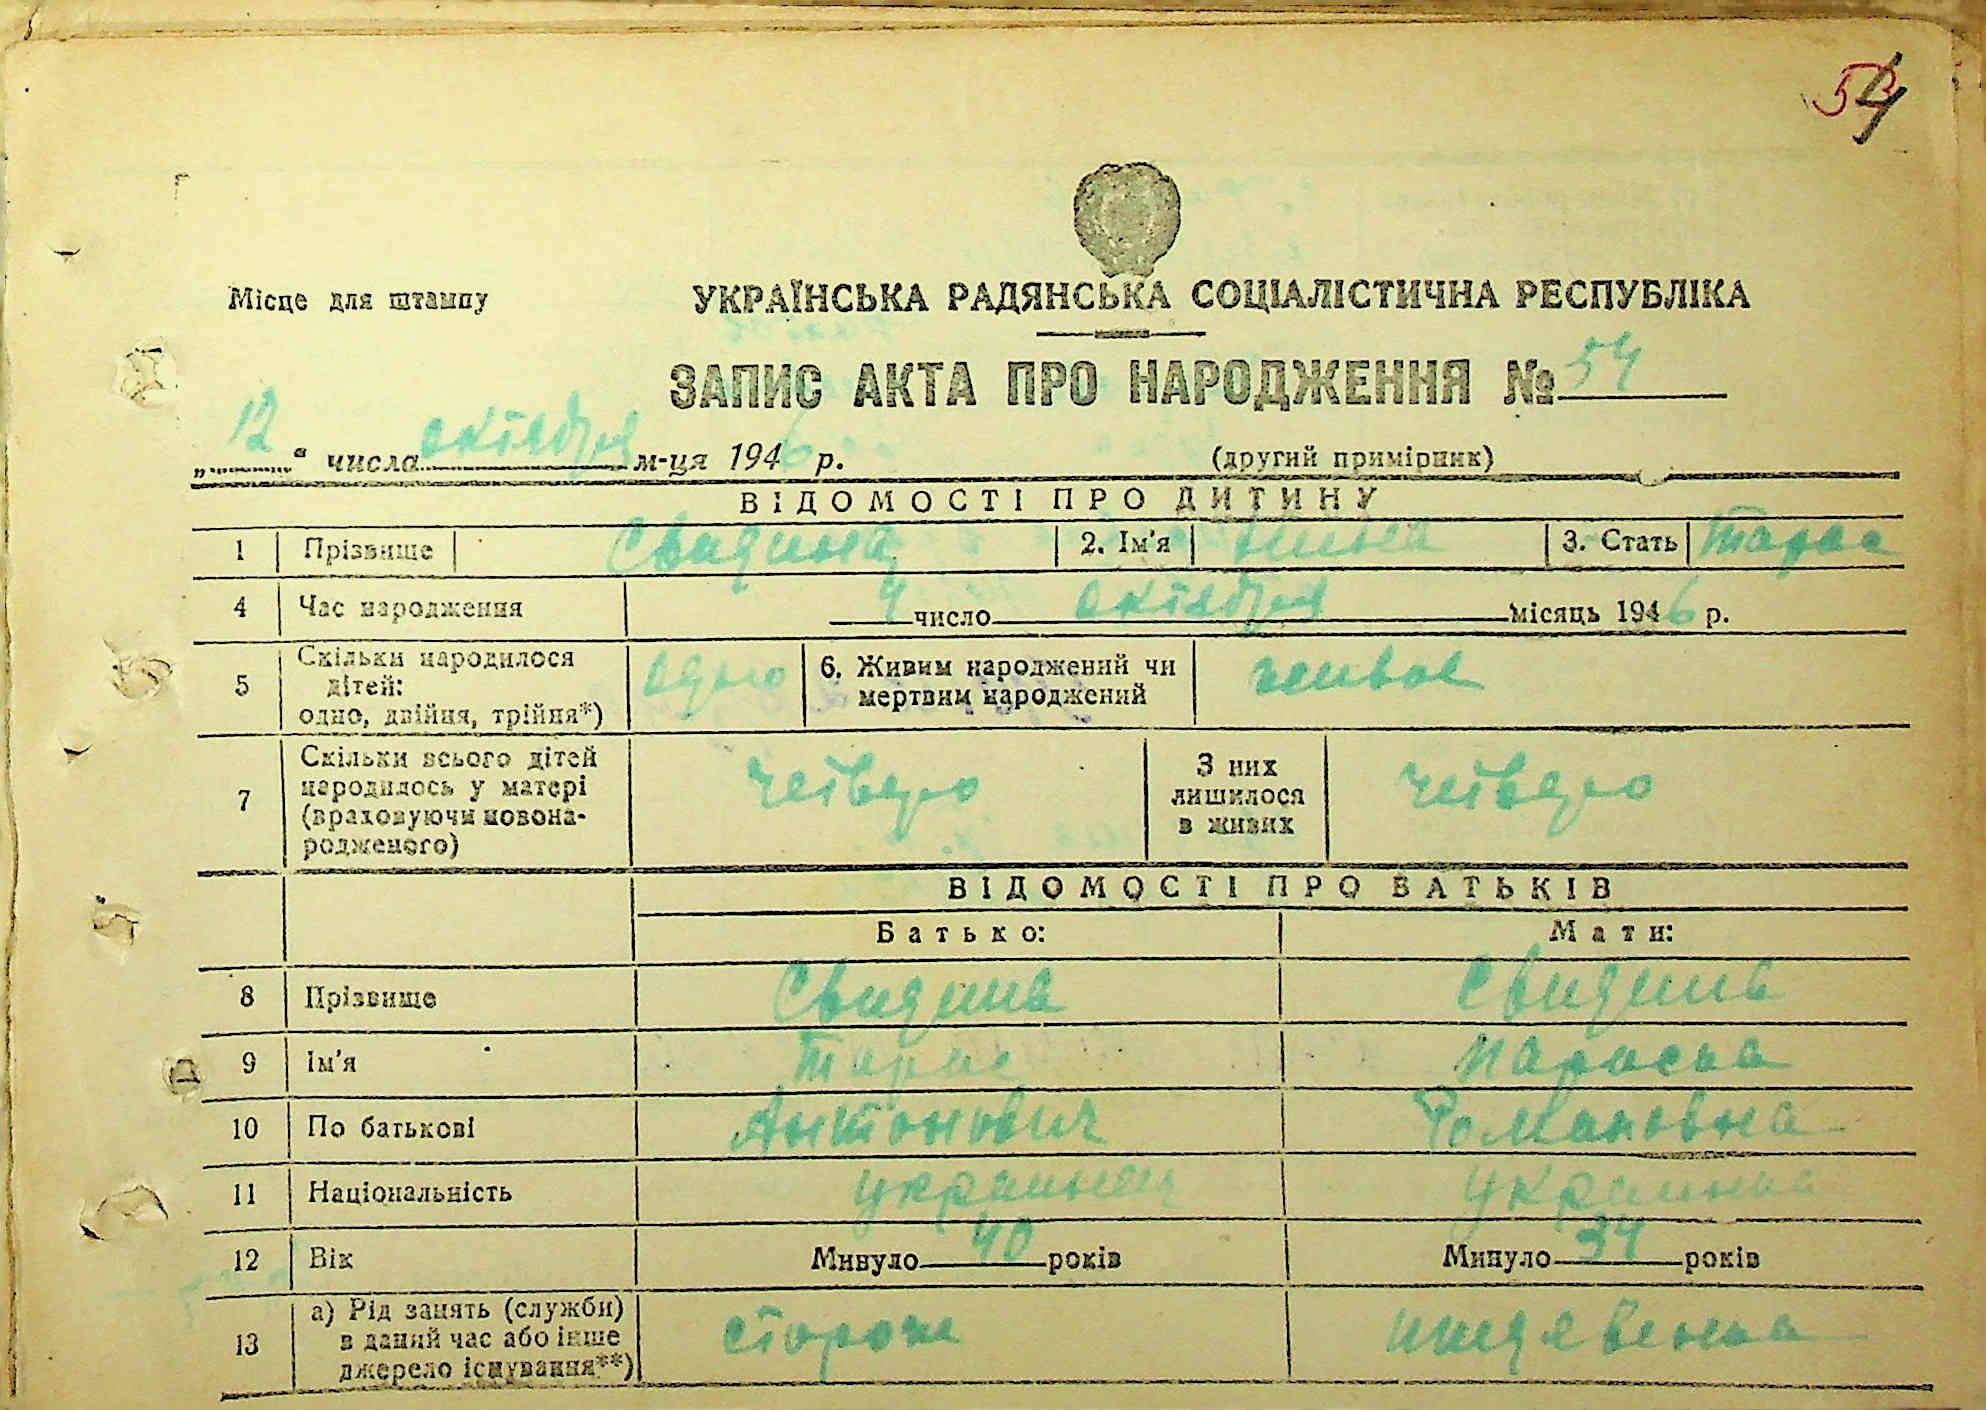 54
Місце для штампу
УКРАЇНСЬКА РАДЯНСЬКА СОЦІАЛІСТИЧНА РЕСПУБЛІКА
ЗАПИС АКТА ПРО НАРОДЖЕННЯ № 54
„12“ числа октября м-ця 1946 р. (другий примірник)
ВІДОМОСТІ ПРО ДИТИНУ
1 Прізвище Свидина 2. Ім'я 3. Стать
4 Час народження 4 число октября місяць 1946 р.
5 Скільки народилося дітей: одно, двійня, трійня*) одно 6. Живим народжений чи мертвим народжений живое
7 Скільки всього дітей народилось у матері (враховуючи новонародженого) четверо З них лишилося в живих четверо
ВІДОМОСТІ ПРО БАТЬКІВ
Батько: Мати:
8 Прізвище Свидина Свидина
9 Ім'я Тарас Параска
10 По батькові Антонович Романовна
11 Національність украинец украинка
12 Вік Минуло 40 років Минуло 34 років
13 а) Рід занять (служби) в даний час або інше джерело існування**) сторож иждевенка